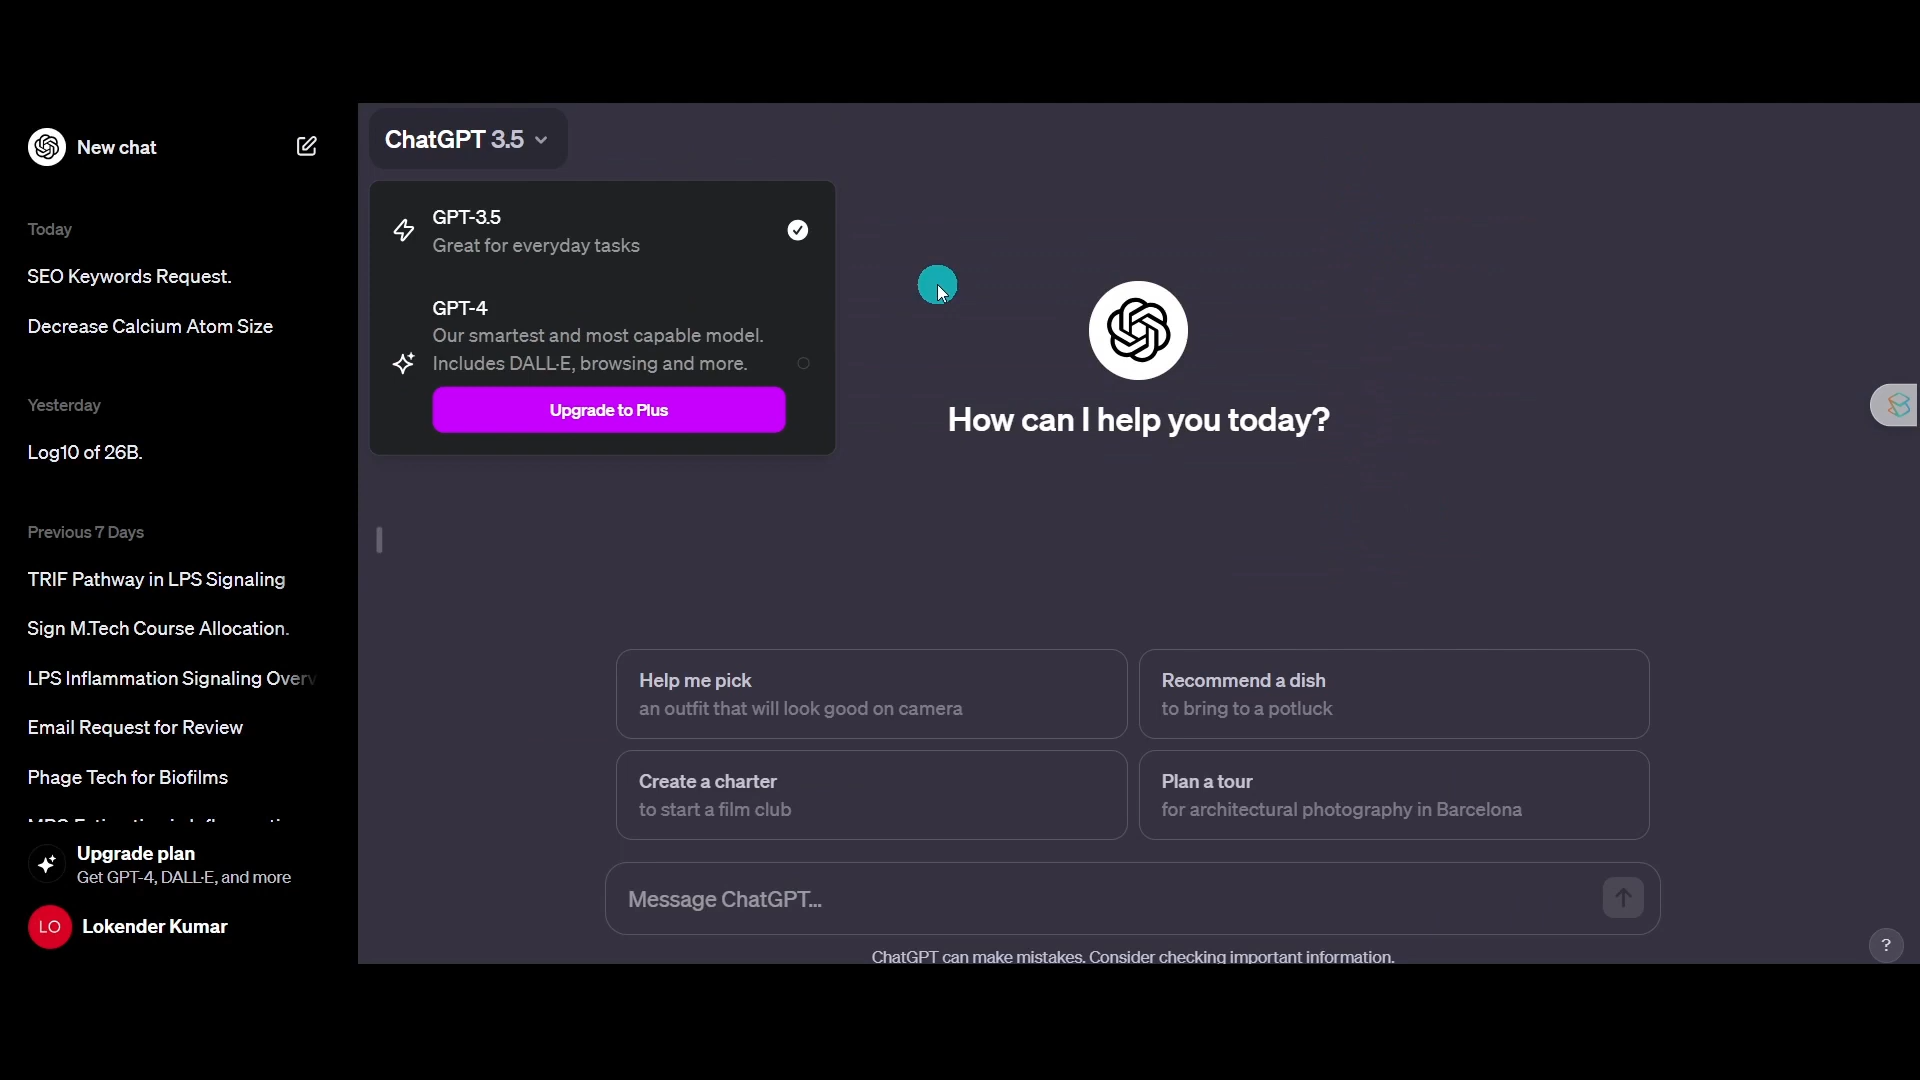 New chat
Today
SEO Keywords Request.
Decrease Calcium Atom Size
Yesterday
Log10 of 26B.
Previous 7 Days
TRIF Pathway in LPS Signaling
Sign M.Tech Course Allocation.
LPS Inflammation Signaling Overv
Email Request for Review
Phage Tech for Biofilms
Upgrade plan
Get GPT-4, DALL·E, and more
LO
Lokender Kumar
ChatGPT 3.5
GPT-3.5
Great for everyday tasks
GPT-4
Our smartest and most capable model.
Includes DALL·E, browsing and more.
Upgrade to Plus
How can I help you today?
Help me pick
an outfit that will look good on camera
Recommend a dish
to bring to a potluck
Create a charter
to start a film club
Plan a tour
for architectural photography in Barcelona
Message ChatGPT...
ChatGPT can make mistakes. Consider checking important information.
?